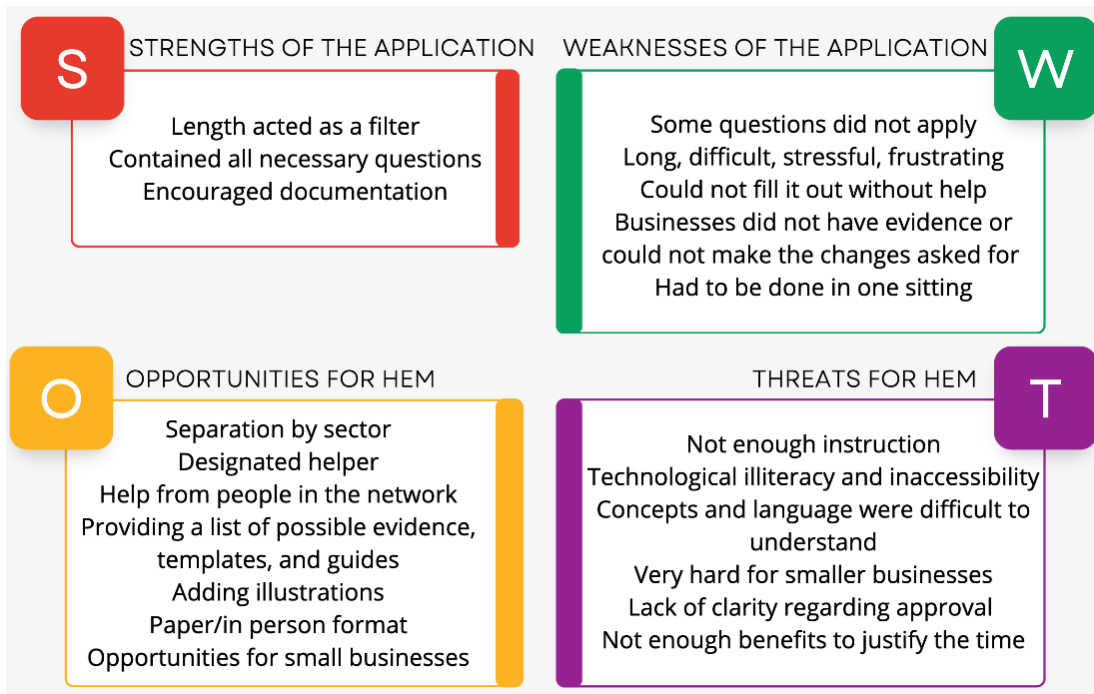 S
STRENGTHS OF THE APPLICATION
Length acted as a filter
Contained all necessary questions
Encouraged documentation
WEAKNESSES OF THE APPLICATION
W
Some questions did not apply
Long, difficult, stressful, frustrating
Could not fill it out without help
Businesses did not have evidence or
could not make the changes asked for
Had to be done in one sitting
O
OPPORTUNITIES FOR HEM
Separation by sector
Designated helper
Help from people in the network
Providing a list of possible evidence,
templates, and guides
Adding illustrations
Paper/in person format
Opportunities for small businesses
THREATS FOR HEM
T
Not enough instruction
Technological illiteracy and inaccessibility
Concepts and language were difficult to
understand
Very hard for smaller businesses
Lack of clarity regarding approval
Not enough benefits to justify the time